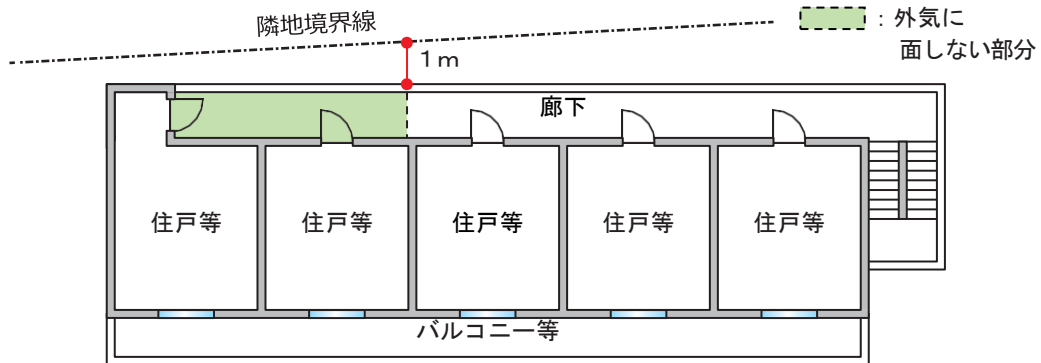 隣地境界線
：外気に
面しない部分
1ｍ
廊下
住戸等
住戸等
住戸等
住戸等
住戸等
バルコニー等